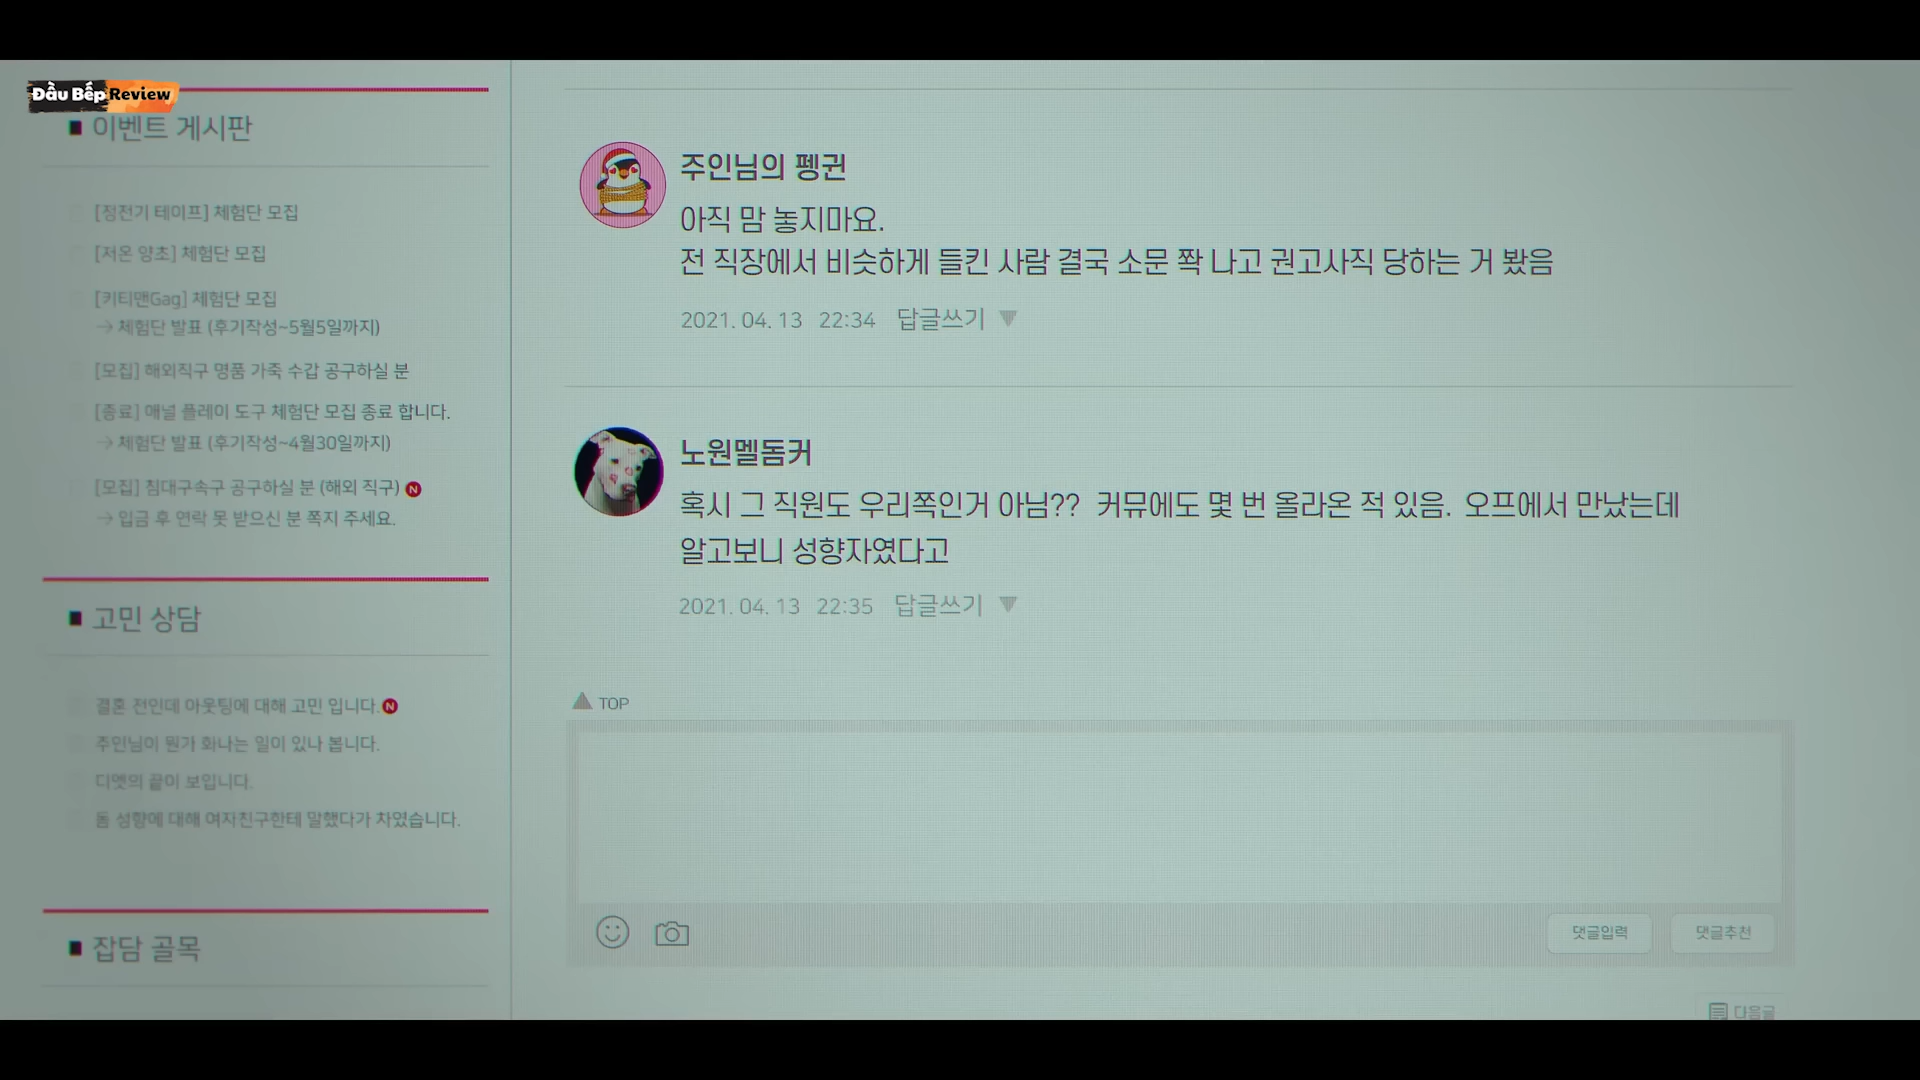 Đầu Bếp Review
이벤트 게시판
[정전기 테이프] 체험단 모집
[저온 양초] 체험단 모집
[키티맨Gag] 체험단 모집
→ 체험단 발표 (후기작성~5월5일까지)
[모집] 해외직구 명품 가죽 수갑 공구하실 분
[종료] 애널 플레이 도구 체험단 모집 종료 합니다.
→ 체험단 발표 (후기작성~4월30일까지)
[모집] 침대구속구 공구하실 분 (해외 직구) N
→ 입금 후 연락 못 받으신 분 쪽지 주세요.
고민 상담
결혼 전인데 아웃팅에 대해 고민 입니다. N
주인님이 뭔가 화나는 일이 있나 봅니다.
디엣의 끝이 보입니다.
돔 성향에 대해 여자친구한테 말했다가 차였습니다.
잡담 골목
주인님의 펭귄
아직 맘 놓지마요.
전 직장에서 비슷하게 들킨 사람 결국 소문 쫙 나고 권고사직 당하는 거 봤음
2021. 04. 13 22:34 답글쓰기 ▼
노원멜돔커
혹시 그 직원도 우리쪽인거 아님?? 커뮤에도 몇 번 올라온 적 있음. 오프에서 만났는데
알고보니 성향자였다고
2021. 04. 13 22:35 답글쓰기 ▼
▲ TOP
댓글입력 댓글추천
다음글